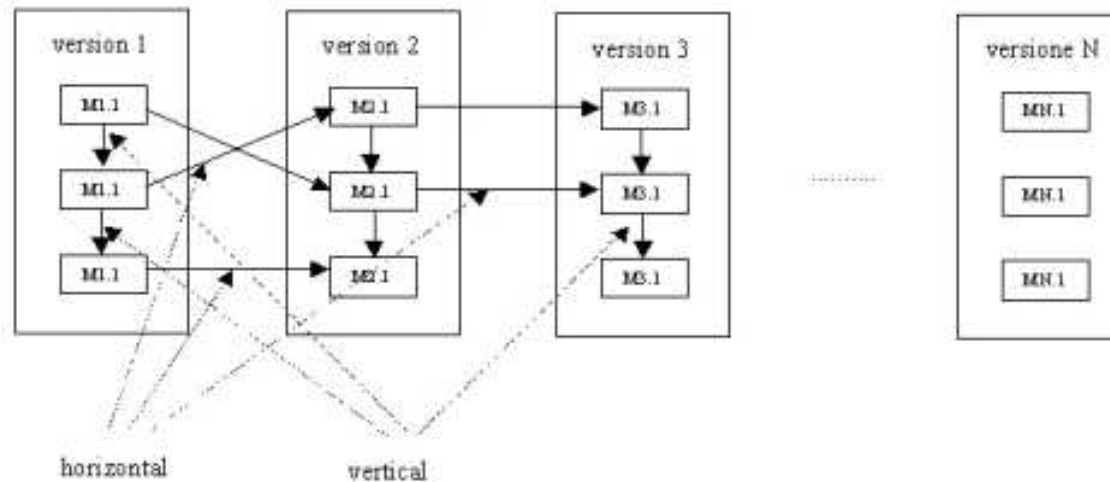 version 1
version 2
version 3
versione N
M1.1
M2.1
M3.1
MN.1
M1.1
M2.1
M3.1
MN.1
M1.1
M2.1
M3.1
MN.1
..........
horizontal
vertical